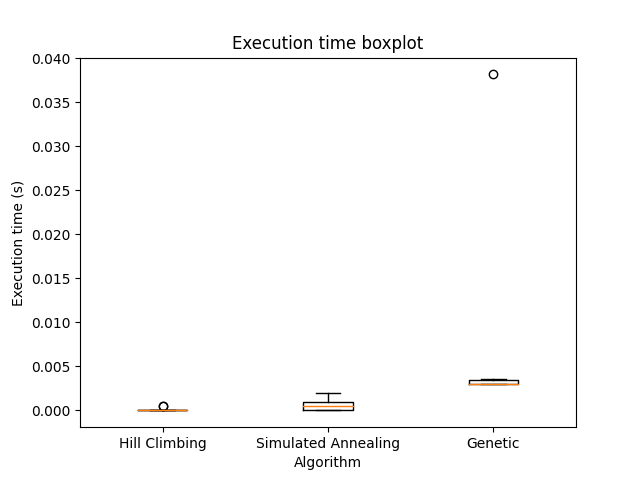 Execution time boxplot
0.040
0.035
0.030
0.025
0.020
0.015
0.010
0.005
0.000
Execution time (s)
Hill Climbing
Simulated Annealing
Genetic
Algorithm